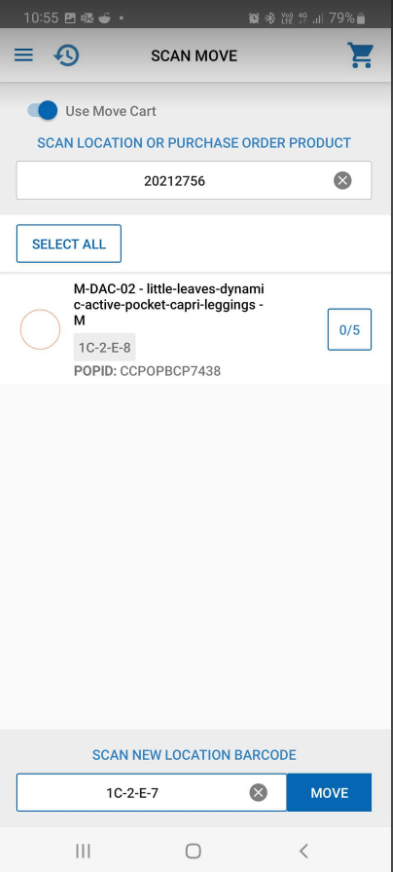 10:55
79%
SCAN MOVE
Use Move Cart
SCAN LOCATION OR PURCHASE ORDER PRODUCT
20212756
SELECT ALL
M-DAC-02 - little-leaves-dynami
c-active-pocket-capri-leggings -
M
0/5
1C-2-E-8
POPID: CCPOPBCP7438
SCAN NEW LOCATION BARCODE
1C-2-E-7
MOVE